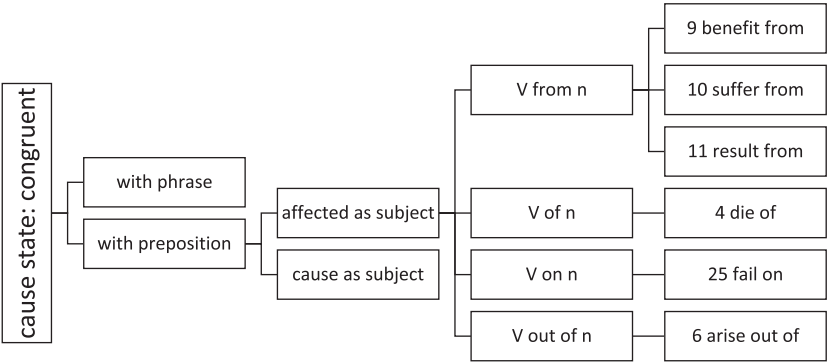 cause state: congruent
with phrase
with preposition
affected as subject
cause as subject
V from n
V of n
V on n
V out of n
9 benefit from
10 suffer from
11 result from
4 die of
25 fail on
6 arise out of